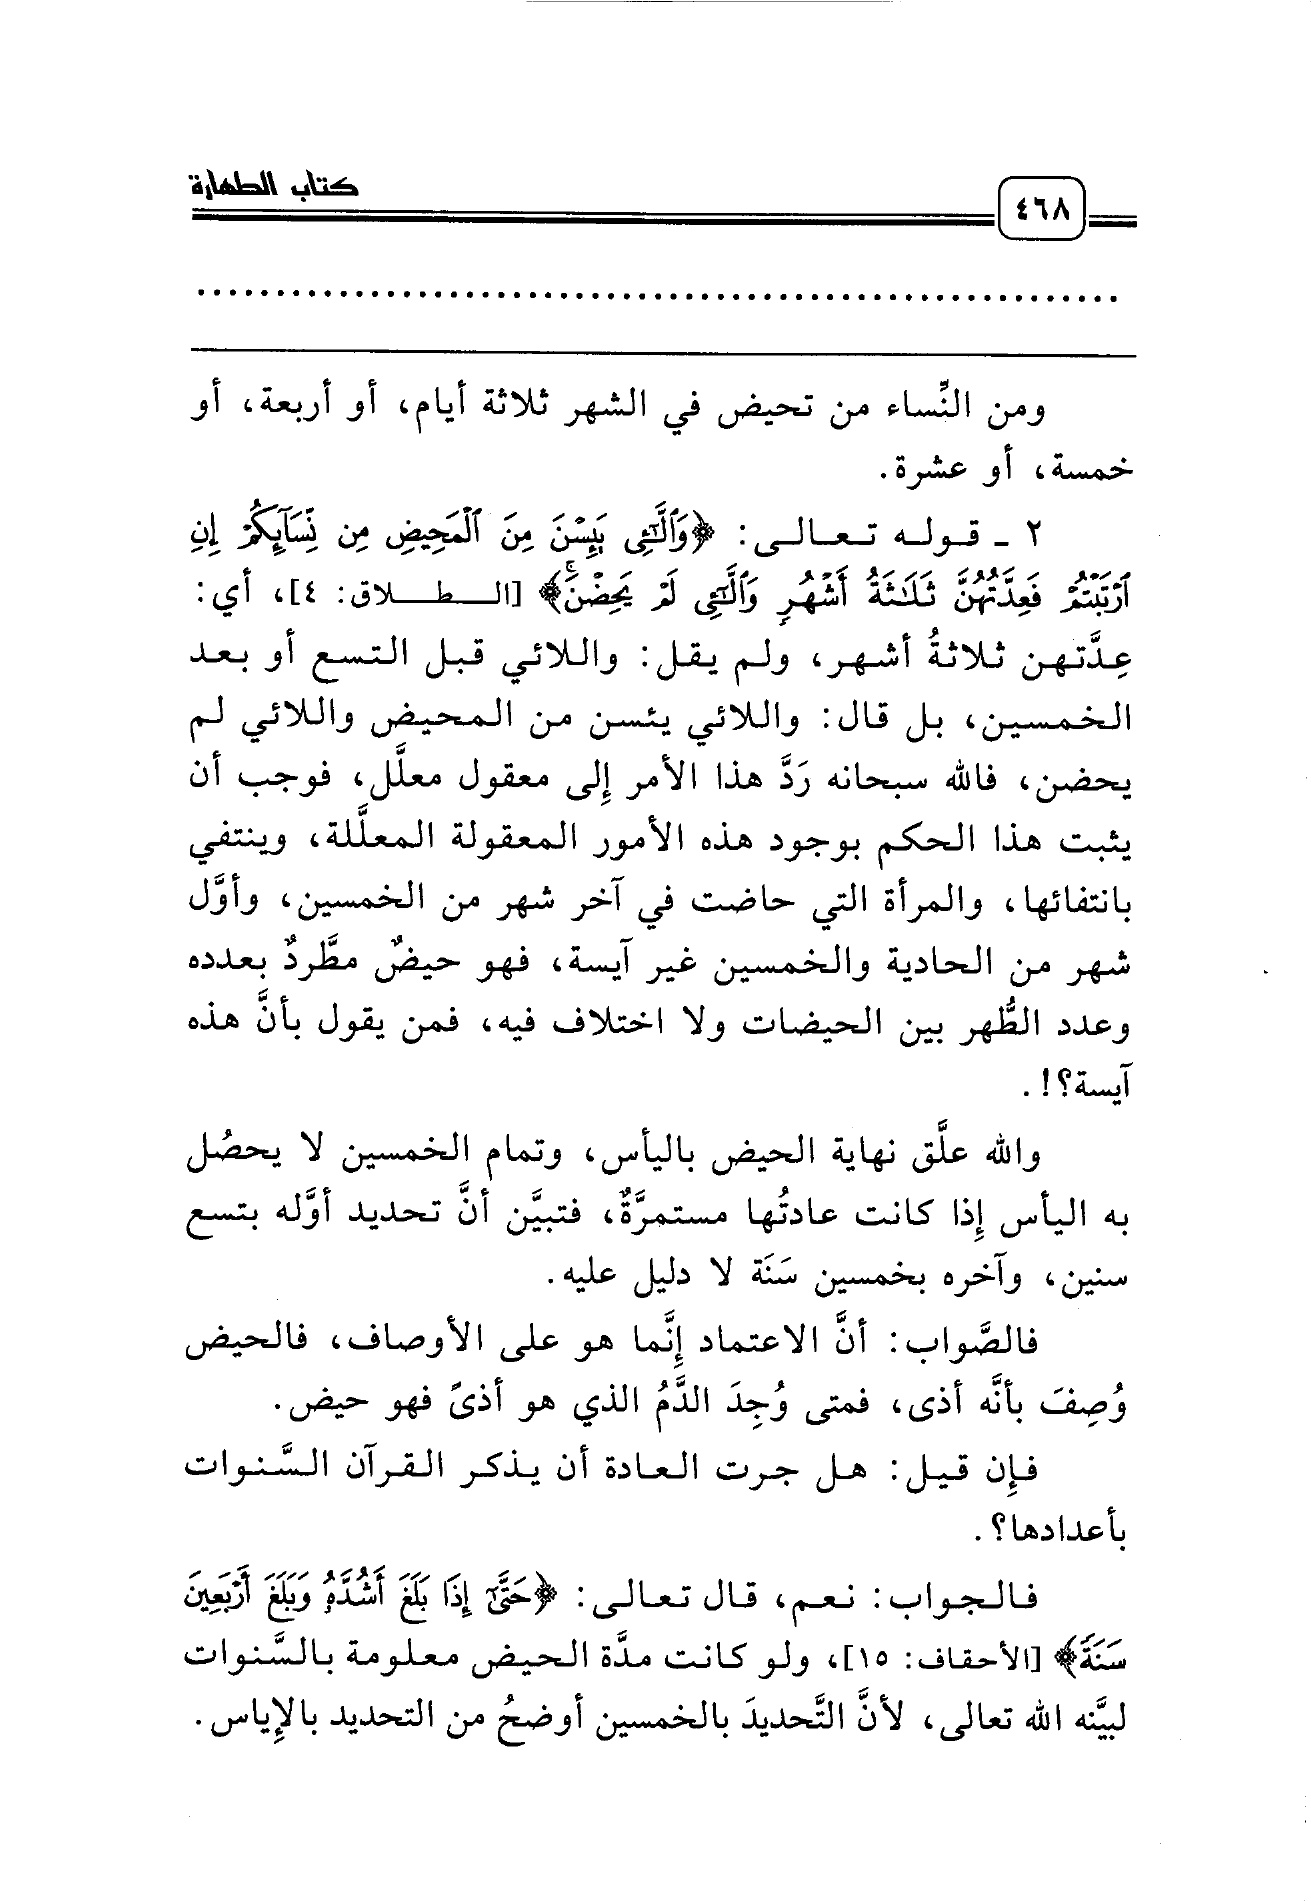 كتاب الطهارة
٤٦٨
ومن النِّساء من تحيض في الشهر ثلاثة أيام، أو أربعة، أو
خمسة، أو عشرة.
٢ ـ قوله تعالى: ﴿وَٱلَّٰٓـِٔى يَئِسْنَ مِنَ ٱلْمَحِيضِ مِن نِّسَآئِكُمْ إِنِ
ٱرْتَبْتُمْ فَعِدَّتُهُنَّ ثَلَٰثَةُ أَشْهُرٍ وَٱلَّٰٓـِٔى لَمْ يَحِضْنَ ۚ﴾ [الطلاق: ٤]، أي:
عِدَّتهن ثلاثةُ أشهر، ولم يقل: واللائي قبل التسع أو بعد
الخمسين، بل قال: واللائي يئسن من المحيض واللائي لم
يحضن، فالله سبحانه رَدَّ هذا الأمر إِلى معقول معلَّل، فوجب أن
يثبت هذا الحكم بوجود هذه الأمور المعقولة المعلَّلة، وينتفي
بانتفائها، والمرأة التي حاضت في آخر شهر من الخمسين، وأوَّل
شهر من الحادية والخمسين غير آيسة، فهو حيضٌ مطَّردٌ بعدده
وعدد الطُّهر بين الحيضات ولا اختلاف فيه، فمن يقول بأنَّ هذه
آيسة؟!.
والله علَّق نهاية الحيض باليأس، وتمام الخمسين لا يحصُل
به اليأس إِذا كانت عادتُها مستمرَّةٌ، فتبيَّن أنَّ تحديد أوَّله بتسع
سنين، وآخره بخمسين سَنَة لا دليل عليه.
فالصَّواب: أنَّ الاعتماد إِنَّما هو على الأوصاف، فالحيض
وُصِفَ بأنَّه أذى، فمتى وُجِدَ الدَّمُ الذي هو أذىً فهو حيض.
فإِن قيل: هل جرت العادة أن يذكر القرآن السَّنوات
بأعدادها؟.
فالجواب: نعم، قال تعالى: ﴿حَتَّىٰٓ إِذَا بَلَغَ أَشُدَّهُۥ وَبَلَغَ أَرْبَعِينَ
سَنَةً﴾ [الأحقاف: ١٥]، ولو كانت مدَّة الحيض معلومة بالسَّنوات
لبيَّنه الله تعالى، لأنَّ التَّحديدَ بالخمسين أوضحُ من التحديد بالإِياس.